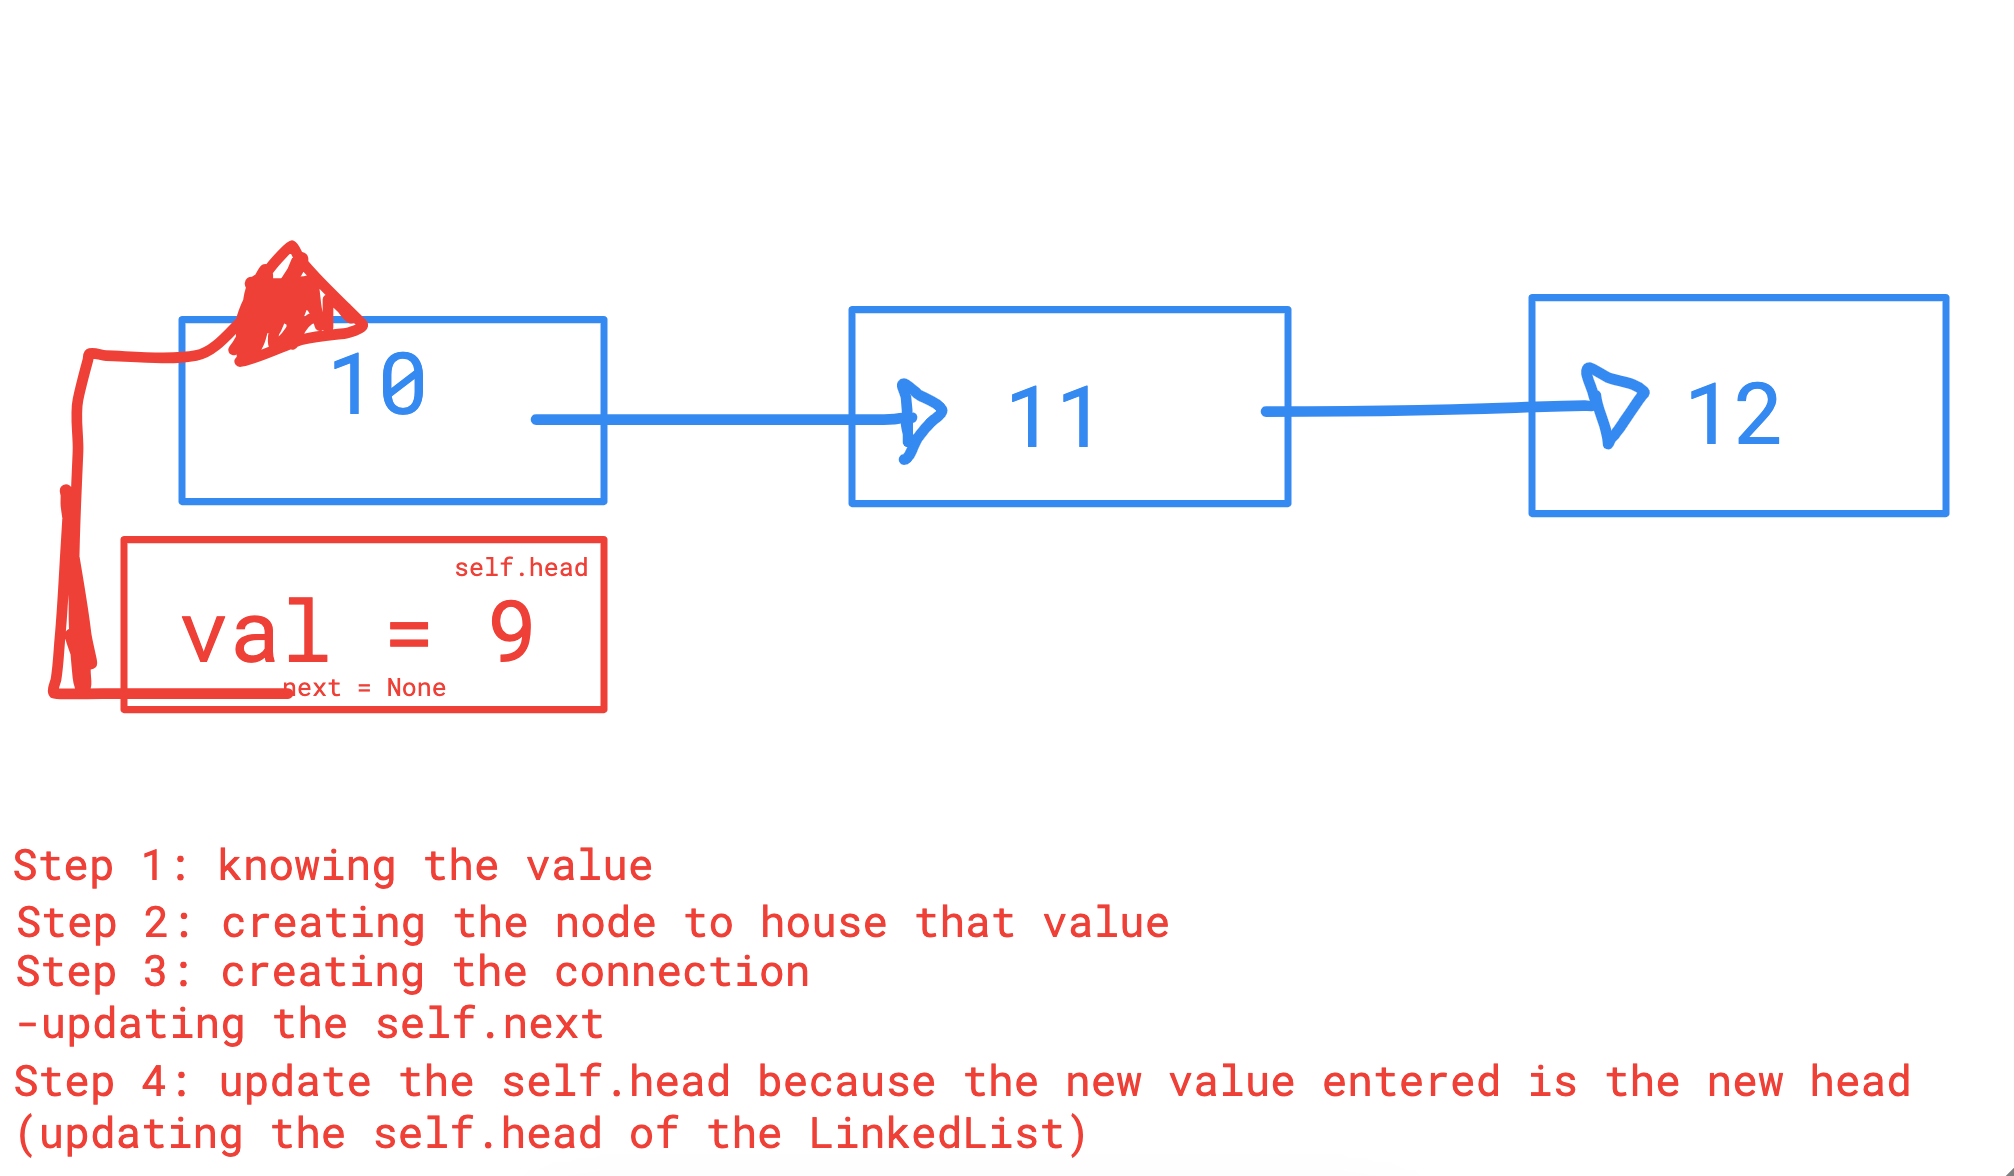 10
11
12
self.head
val = 9
next = None
Step 1: knowing the value
Step 2: creating the node to house that value
Step 3: creating the connection
-updating the self.next
Step 4: update the self.head because the new value entered is the new head
(updating the self.head of the LinkedList)